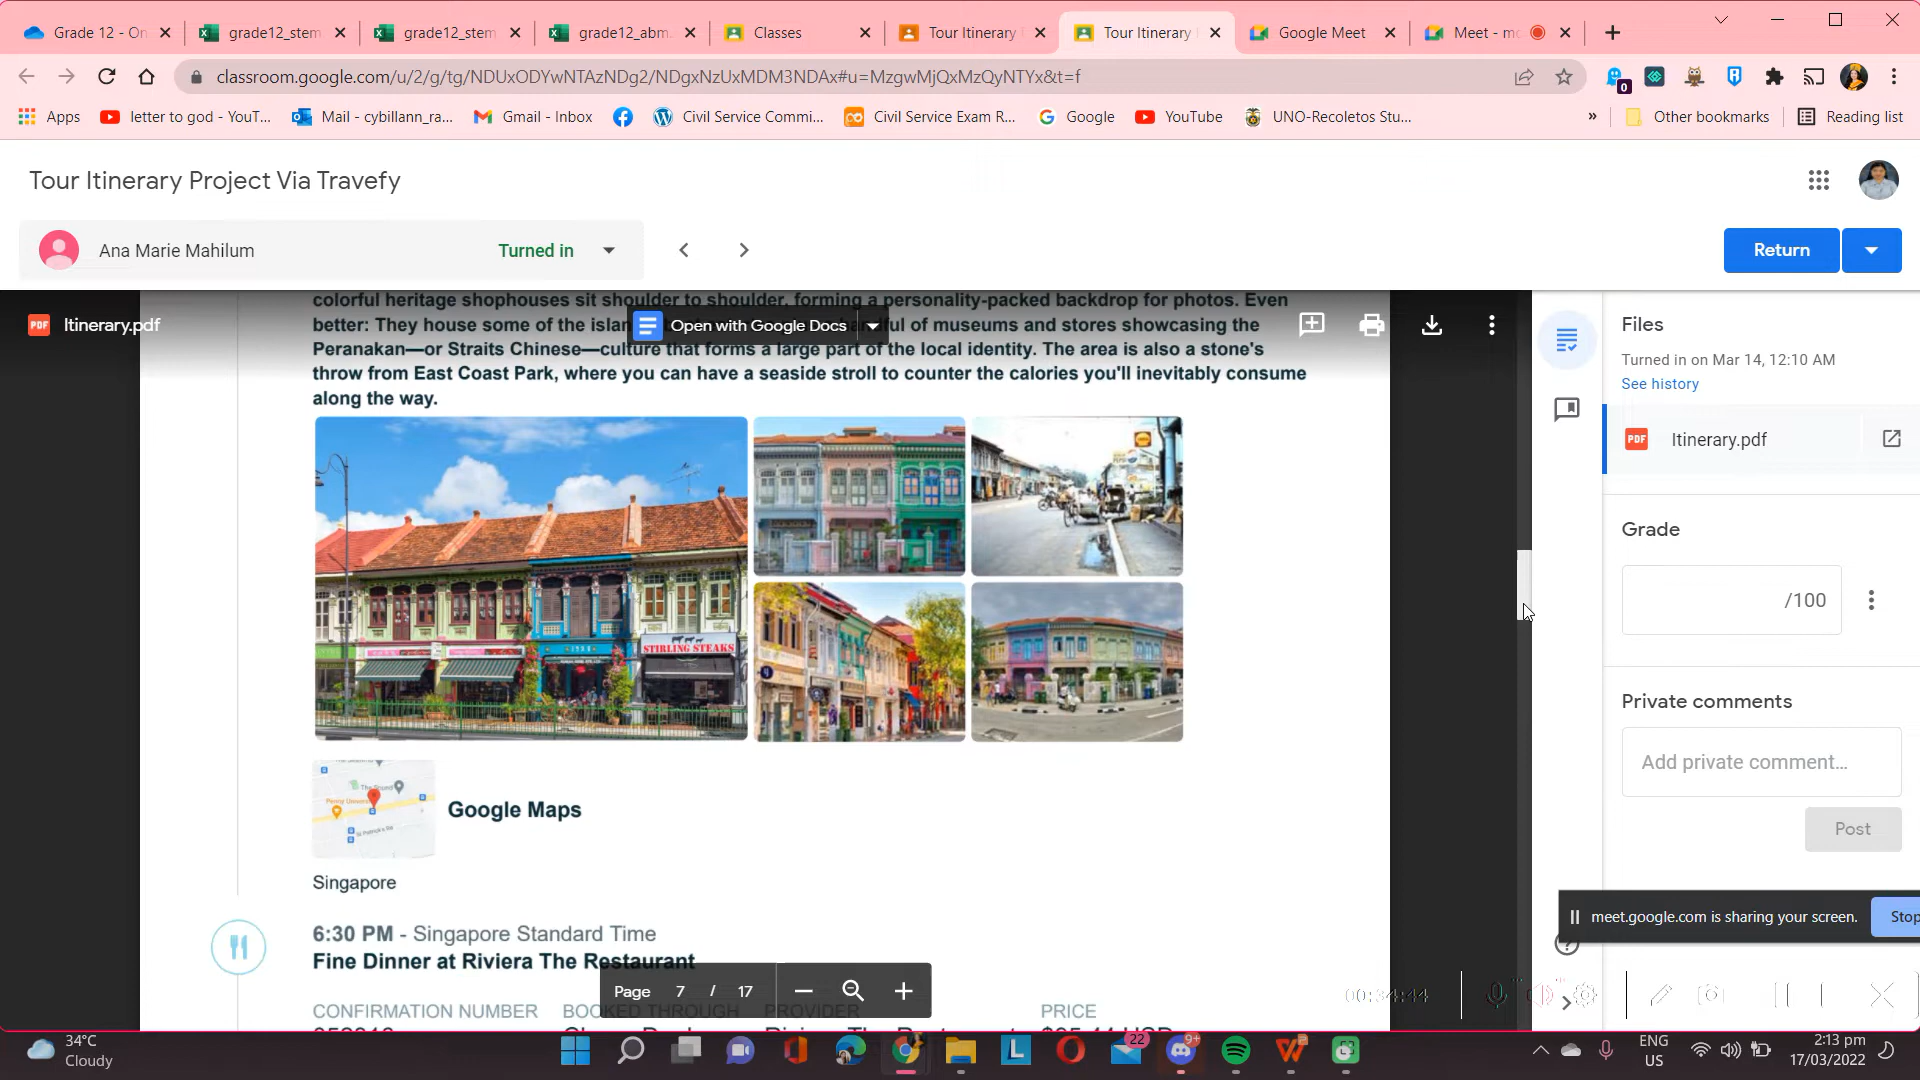 Grade 12 - On
grade12_stem
grade12_stem
grade12_abm
Classes
Tour Itinerary
Tour Itinerary
Google Meet
Meet - m
classroom.google.com/u/2/g/tg/NDUxODYwNTAzNDg2/NDgxNzUxMDM3NDAx#u=MzgwMjQxMzQyNTYx&t=f
0
Apps
letter to god - YouT...
Mail - cybillann_ra...
Gmail - Inbox
Civil Service Commi...
Civil Service Exam R...
Google
YouTube
UNO-Recoletos Stu...
»
Other bookmarks
Reading list
Tour Itinerary Project Via Travefy
Ana Marie Mahilum
Turned in
Return
PDF Itinerary.pdf
Open with Google Docs
colorful heritage shophouses sit shoulder to shoulder, forming a personality-packed backdrop for photos. Even
better: They house some of the islan
ful of museums and stores showcasing the
Peranakan—or Straits Chinese—culture that forms a large part of the local identity. The area is also a stone's
throw from East Coast Park, where you can have a seaside stroll to counter the calories you'll inevitably consume
along the way.
STIRLING STEAKS
Google Maps
Singapore
6:30 PM - Singapore Standard Time
Fine Dinner at Riviera The Restaurant
CONFIRMATION NUMBER
BOOKED THROUGH
PROVIDER
PRICE
Page 7 / 17
Files
Turned in on Mar 14, 12:10 AM
See history
PDF Itinerary.pdf
Grade
/100
Private comments
Add private comment...
Post
meet.google.com is sharing your screen.
Stop
00:34:44
34°C
Cloudy
22
9+
ENG
US
2:13 pm
17/03/2022